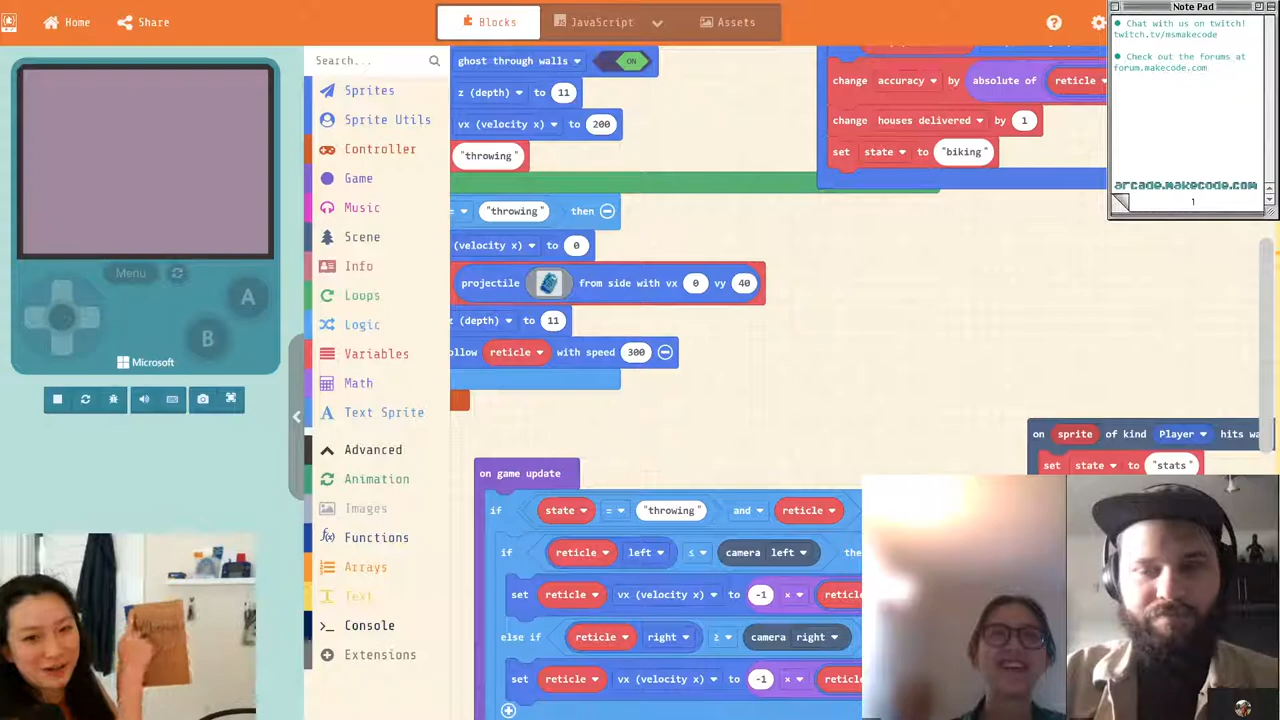 Home
Share
Blocks
JavaScript
Assets
Note Pad
Chat with us on twitch!
twitch.tv/msmakecode
Check out the forums at
forum.makecode.com
arcade.makecode.com
1
Menu
A
B
Microsoft
Search...
Sprites
Sprite Utils
Controller
Game
Music
Scene
Info
Loops
Logic
Variables
Math
Text Sprite
Advanced
Animation
Images
Functions
Arrays
Text
Console
Extensions
ghost through walls ON
z (depth) to 11
vx (velocity x) to 200
"throwing"
= "throwing" then
(velocity x) to 0
projectile from side with vx 0 vy 40
z (depth) to 11
ollow reticle with speed 300
change accuracy by absolute of reticle
change houses delivered by 1
set state to "biking"
on sprite of kind Player hits wa
set state to "stats"
on game update
if state = "throwing" and reticle
if reticle left ≤ camera left the
set reticle vx (velocity x) to -1 × reticle
else if reticle right ≥ camera right
set reticle vx (velocity x) to -1 × reticle